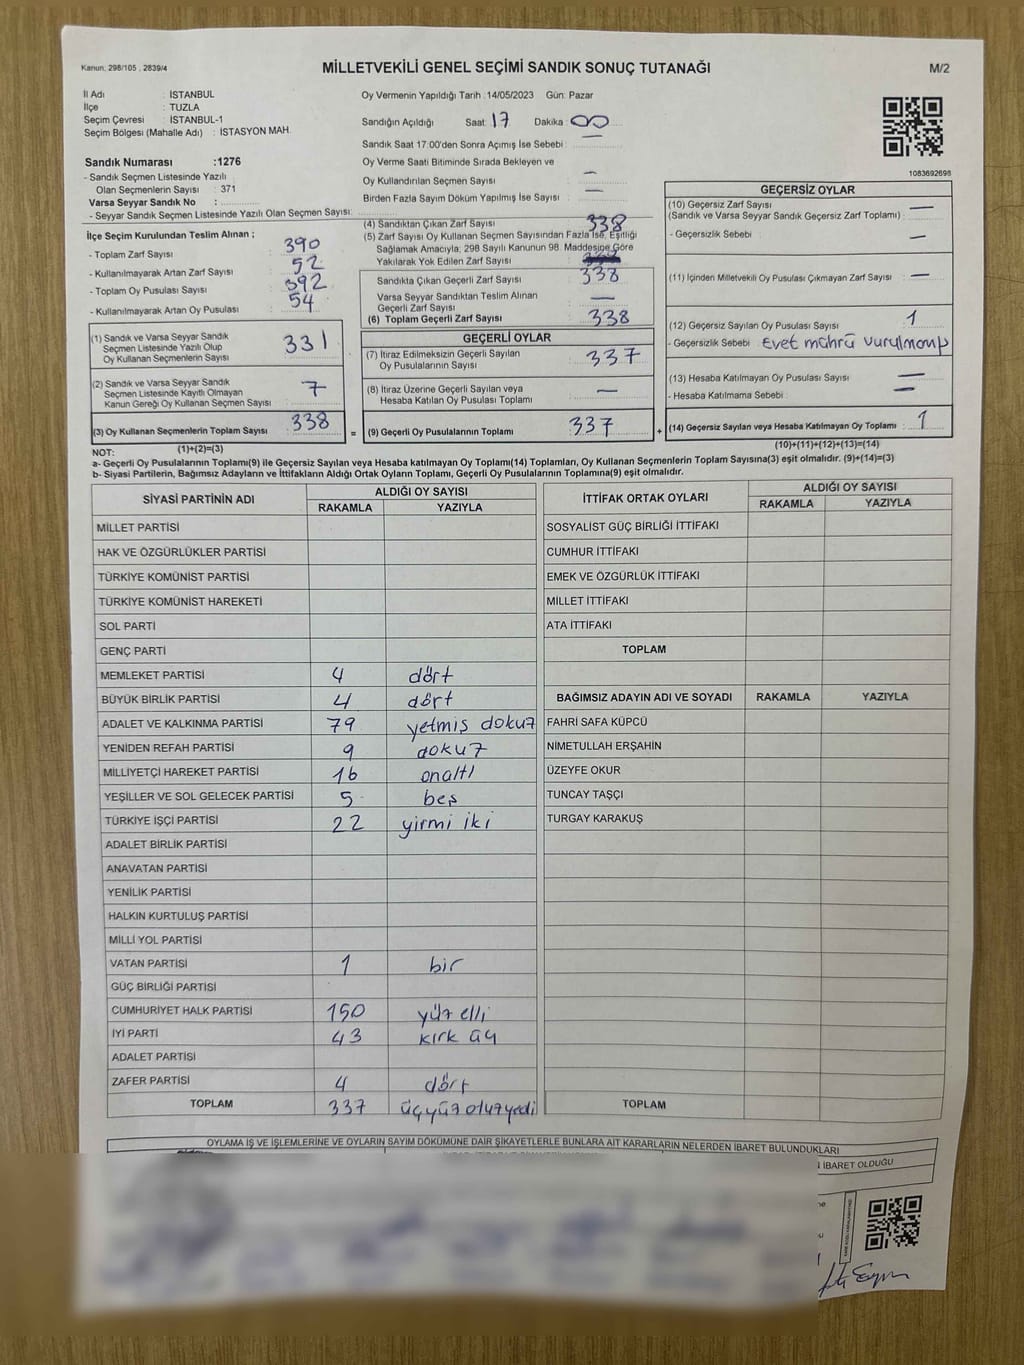 Kanun: 298/105 , 2839/4
MİLLETVEKİLİ GENEL SEÇİMİ SANDIK SONUÇ TUTANAĞI
M/2
İl Adı : İSTANBUL
İlçe : TUZLA
Seçim Çevresi : İSTANBUL-1
Seçim Bölgesi (Mahalle Adı) : İSTASYON MAH.
Sandık Numarası :1276
- Sandık Seçmen Listesinde Yazılı
Olan Seçmenlerin Sayısı : 371
Varsa Seyyar Sandık No :
- Seyyar Sandık Seçmen Listesinde Yazılı Olan Seçmen Sayısı:
Oy Vermenin Yapıldığı Tarih :14/05/2023 Gün: Pazar
Sandığın Açıldığı Saat: 17 Dakika 00
Sandık Saat 17:00'den Sonra Açımış İse Sebebi : —
Oy Verme Saati Bitiminde Sırada Bekleyen ve
Oy Kullandırılan Seçmen Sayısı : —
Birden Fazla Sayım Döküm Yapılmış İse Sayısı : —
1083692698
İlçe Seçim Kurulundan Teslim Alınan ;
- Toplam Zarf Sayısı : 390
- Kullanılmayarak Artan Zarf Sayısı : 52
- Toplam Oy Pusulası Sayısı : 392
- Kullanılmayarak Artan Oy Pusulası : 54
(1) Sandık ve Varsa Seyyar Sandık
Seçmen Listesinde Yazılı Olup
Oy Kullanan Seçmenlerin Sayısı : 331
(2) Sandık ve Varsa Seyyar Sandık
Seçmen Listesinde Kayıtlı Olmayan
Kanun Gereği Oy Kullanan Seçmen Sayısı : 7
(3) Oy Kullanan Seçmenlerin Toplam Sayısı : 338
(1)+(2)=(3)
(4) Sandıktan Çıkan Zarf Sayısı : 338
(5) Zarf Sayısı Oy Kullanan Seçmen Sayısından Fazla İse, Eşitliği
Sağlamak Amacıyla; 298 Sayılı Kanunun 98. Maddesine Göre
Yakılarak Yok Edilen Zarf Sayısı :
Sandıkta Çıkan Geçerli Zarf Sayısı : 338
Varsa Seyyar Sandıktan Teslim Alınan
Geçerli Zarf Sayısı : —
(6) Toplam Geçerli Zarf Sayısı : 338
GEÇERLİ OYLAR
(7) İtiraz Edilmeksizin Geçerli Sayılan
Oy Pusulalarının Sayısı : 337
(8) İtiraz Üzerine Geçerli Sayılan veya
Hesaba Katılan Oy Pusulası Toplamı : —
= (9) Geçerli Oy Pusulalarının Toplamı : 337 +
GEÇERSİZ OYLAR
(10) Geçersiz Zarf Sayısı : —
(Sandık ve Varsa Seyyar Sandık Geçersiz Zarf Toplamı)
- Geçersizlik Sebebi : —
(11) İçinden Milletvekili Oy Pusulası Çıkmayan Zarf Sayısı : —
(12) Geçersiz Sayılan Oy Pusulası Sayısı : 1
- Geçersizlik Sebebi : Evet mührü vurulmamış
(13) Hesaba Katılmayan Oy Pusulası Sayısı : —
- Hesaba Katılmama Sebebi : —
(14) Geçersiz Sayılan veya Hesaba Katılmayan Oy Toplamı : 1
(10)+(11)+(12)+(13)=(14)
NOT:
a- Geçerli Oy Pusulalarının Toplamı(9) ile Geçersiz Sayılan veya Hesaba katılmayan Oy Toplamı(14) Toplamları, Oy Kullanan Seçmenlerin Toplam Sayısına(3) eşit olmalıdır. (9)+(14)=(3)
b- Siyasi Partilerin, Bağımsız Adayların ve İttifakların Aldığı Ortak Oyların Toplamı, Geçerli Oy Pusulalarının Toplamına(9) eşit olmalıdır.
SİYASİ PARTİNİN ADI ALDIĞI OY SAYISI
RAKAMLA YAZIYLA
MİLLET PARTİSİ
HAK VE ÖZGÜRLÜKLER PARTİSİ
TÜRKİYE KOMÜNİST PARTİSİ
TÜRKİYE KOMÜNİST HAREKETİ
SOL PARTİ
GENÇ PARTİ
MEMLEKET PARTİSİ 4 dört
BÜYÜK BİRLİK PARTİSİ 4 dört
ADALET VE KALKINMA PARTİSİ 79 yetmiş dokuz
YENİDEN REFAH PARTİSİ 9 dokuz
MİLLİYETÇİ HAREKET PARTİSİ 16 onaltı
YEŞİLLER VE SOL GELECEK PARTİSİ 5 beş
TÜRKİYE İŞÇİ PARTİSİ 22 yirmi iki
ADALET BİRLİK PARTİSİ
ANAVATAN PARTİSİ
YENİLİK PARTİSİ
HALKIN KURTULUŞ PARTİSİ
MİLLİ YOL PARTİSİ
VATAN PARTİSİ 1 bir
GÜÇ BİRLİĞİ PARTİSİ
CUMHURİYET HALK PARTİSİ 150 yüz elli
İYİ PARTİ 43 kırk üç
ADALET PARTİSİ
ZAFER PARTİSİ 4 dört
TOPLAM 337 üçyüz otuzyedi
İTTİFAK ORTAK OYLARI ALDIĞI OY SAYISI
RAKAMLA YAZIYLA
SOSYALİST GÜÇ BİRLİĞİ İTTİFAKI
CUMHUR İTTİFAKI
EMEK VE ÖZGÜRLÜK İTTİFAKI
MİLLET İTTİFAKI
ATA İTTİFAKI
TOPLAM
BAĞIMSIZ ADAYIN ADI VE SOYADI RAKAMLA YAZIYLA
FAHRİ SAFA KÜPCÜ
NİMETULLAH ERŞAHİN
ÜZEYFE OKUR
TUNCAY TAŞÇI
TURGAY KARAKUŞ
TOPLAM
OYLAMA İŞ VE İŞLEMLERİNE VE OYLARIN SAYIM DÖKÜMÜNE DAİR ŞİKAYETLERLE BUNLARA AİT KARARLARIN NELERDEN İBARET BULUNDUKLARI
İBARET OLDUĞU